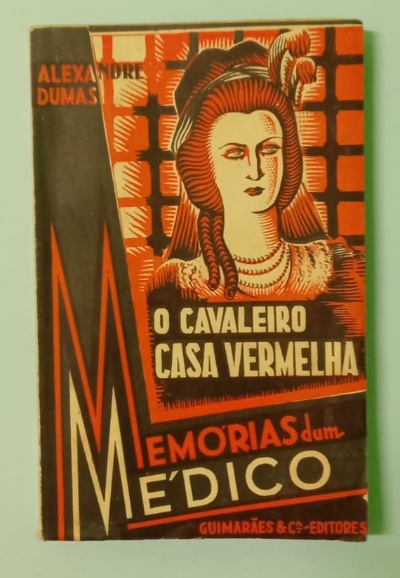 ALEXANDRE
DUMAS
O CAVALEIRO
CASA VERMELHA
MEMÓRIAS dum
MÉDICO
GUIMARÃES & Cª-EDITORES